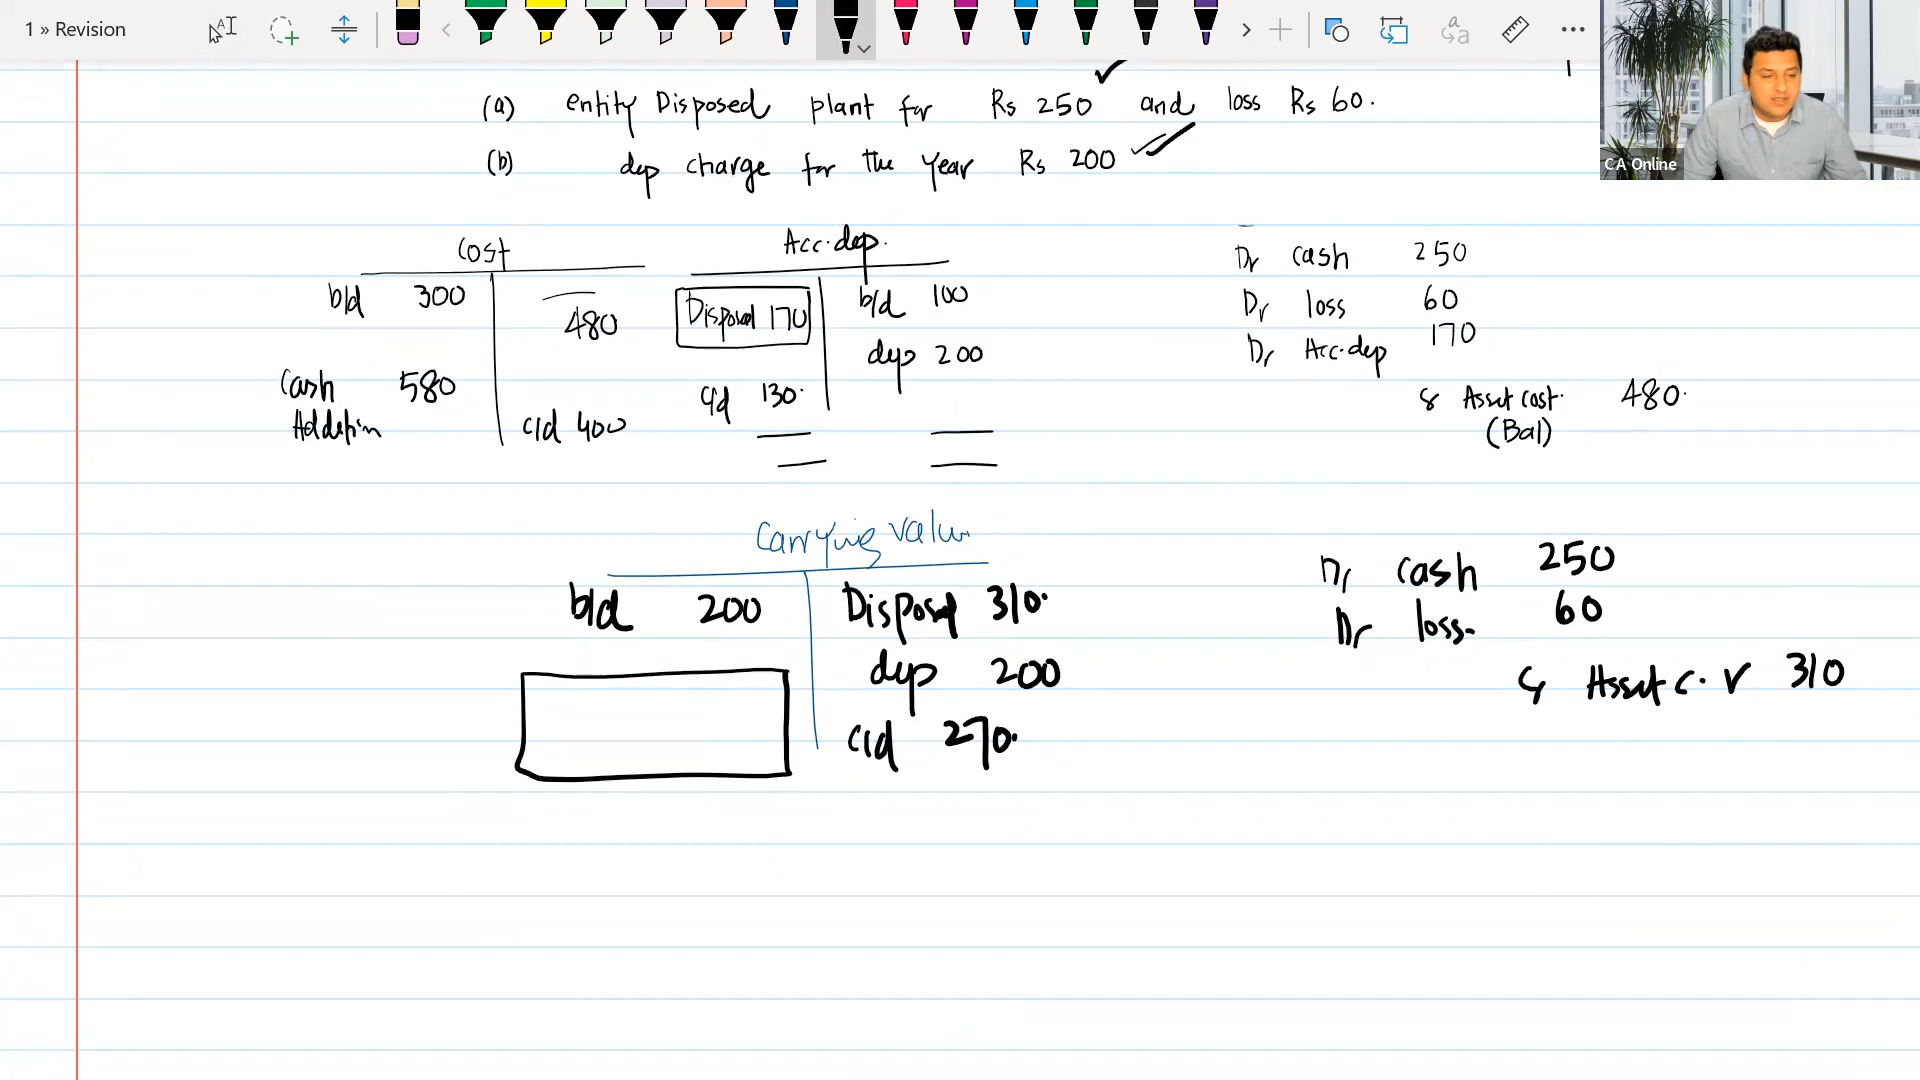 1 » Revision
C A Online
(a) entity Disposed plant for Rs 250 and loss Rs 60.
(b) dep charge for the year Rs 200
Cost
b/d 300
480
Cash 580
Addition
c/d 400
Acc.dep.
Disposal 170
b/d 100
dep 200
c/d 130.
Dr cash 250
Dr loss 60
Dr Acc.dep 170
Cr Asset cost. 480.
(Bal)
Carrying value
b/d 200
Disposal 310.
dep 200
c/d 270.
Dr cash 250
Dr loss. 60
Cr Asset C. V 310